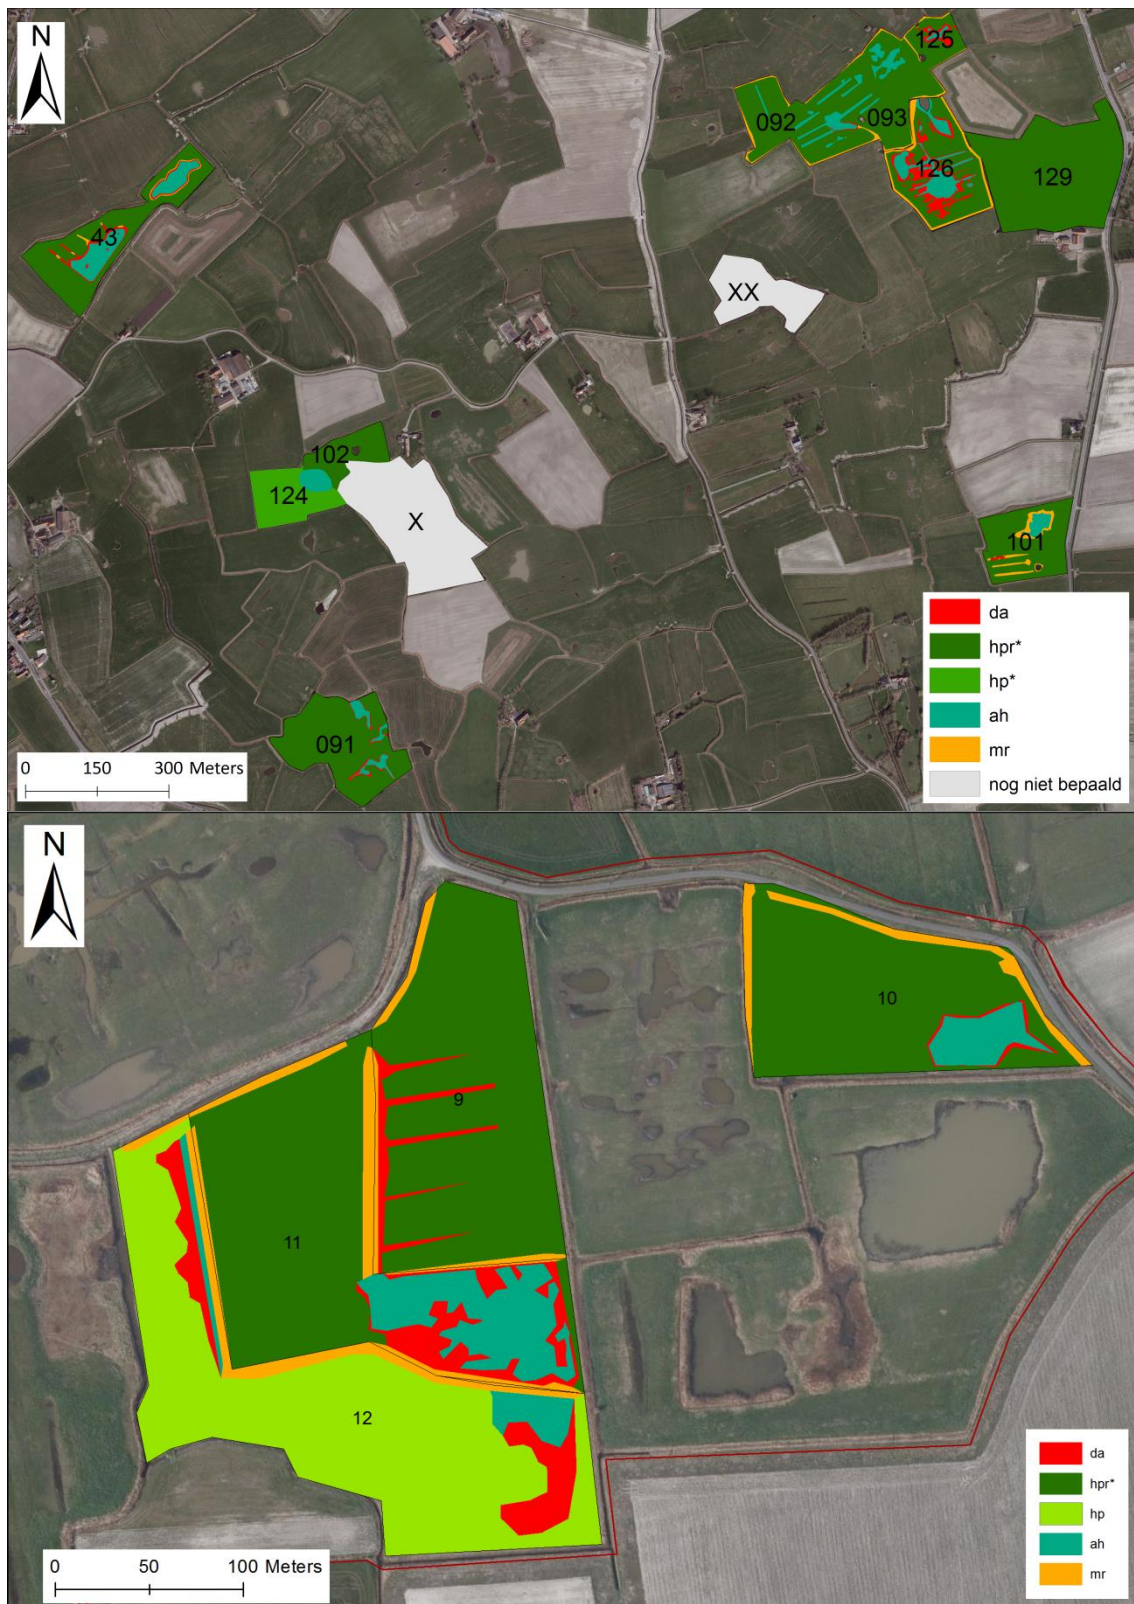 N
125
092
093
126
129
43
XX
102
124
X
101
091
da
hpr*
hp*
ah
mr
nog niet bepaald
0 150 300 Meters
N
10
9
11
12
da
hpr*
hp
ah
mr
0 50 100 Meters